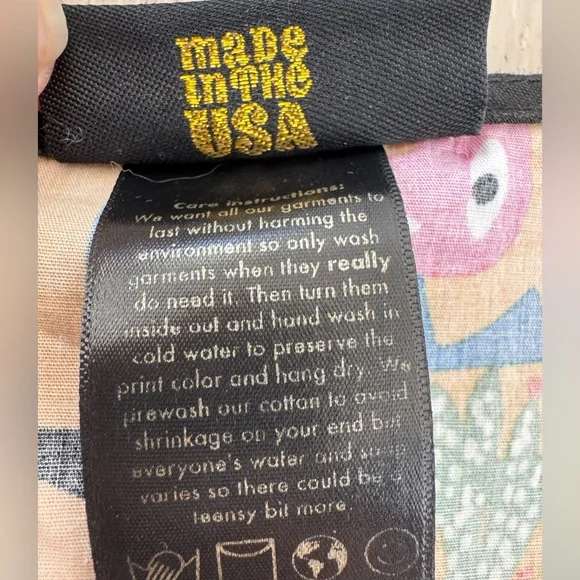 maDe
inTHe
USA
Care instructions:
We want all our garments to
last without harming the
environment so only wash
garments when they really
do need it. Then turn them
inside out and hand wash in
cold water to preserve the
print color and hang dry. We
prewash our cotton to avoid
shrinkage on your end but
everyone's water and soap
varies so there could be a
teensy bit more.